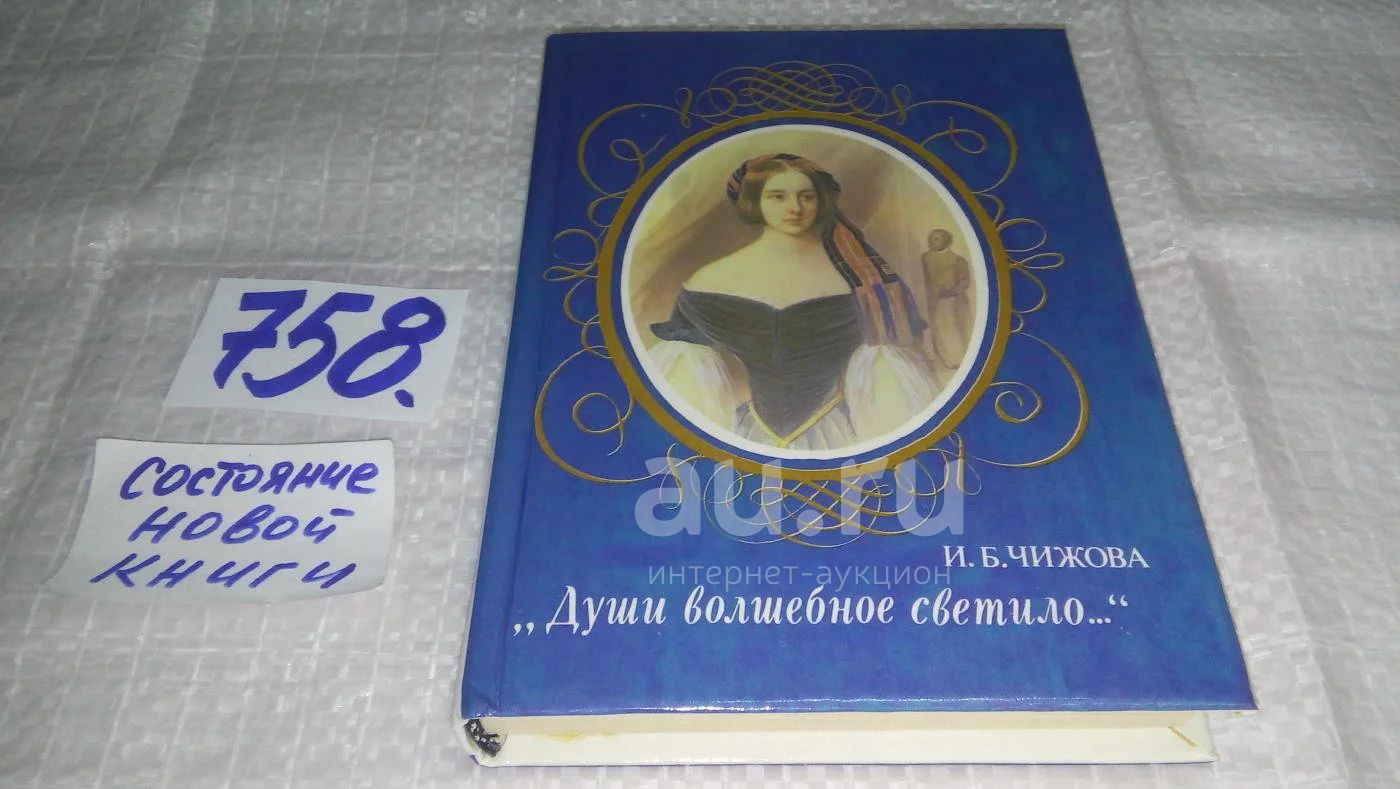 758.
состояние
новой
книги
au.ru
интернет-аукцион
И. Б. ЧИЖОВА
„Души волшебное светило...“